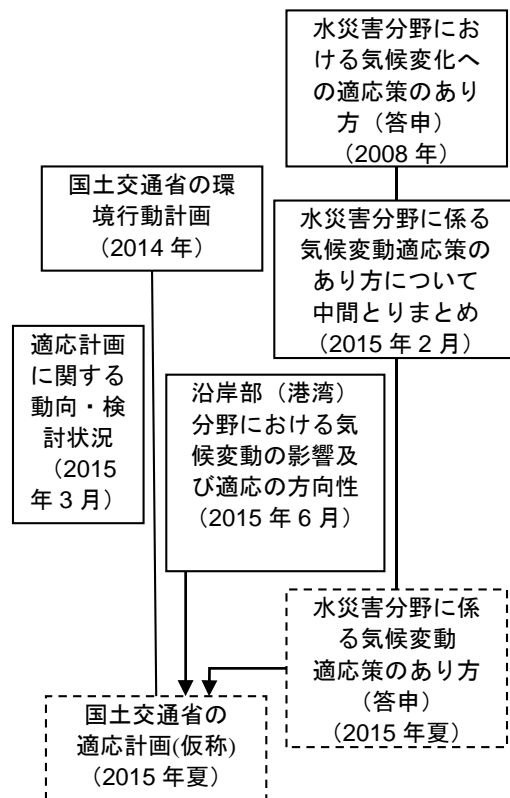 水災害分野にお
ける気候変化へ
の適応策のあり
方（答申）
（2008 年）
国土交通省の環
境行動計画
（2014 年）
水災害分野に係る
気候変動適応策の
あり方について
中間とりまとめ
（2015 年 2 月）
適応計画
に関する
動向・検
討状況
（2015
年 3 月）
沿岸部（港湾）
分野における気
候変動の影響及
び適応の方向性
（2015 年 6 月）
水災害分野に係
る気候変動
適応策のあり方
（答申）
（2015 年夏）
国土交通省の
適応計画(仮称)
（2015 年夏）